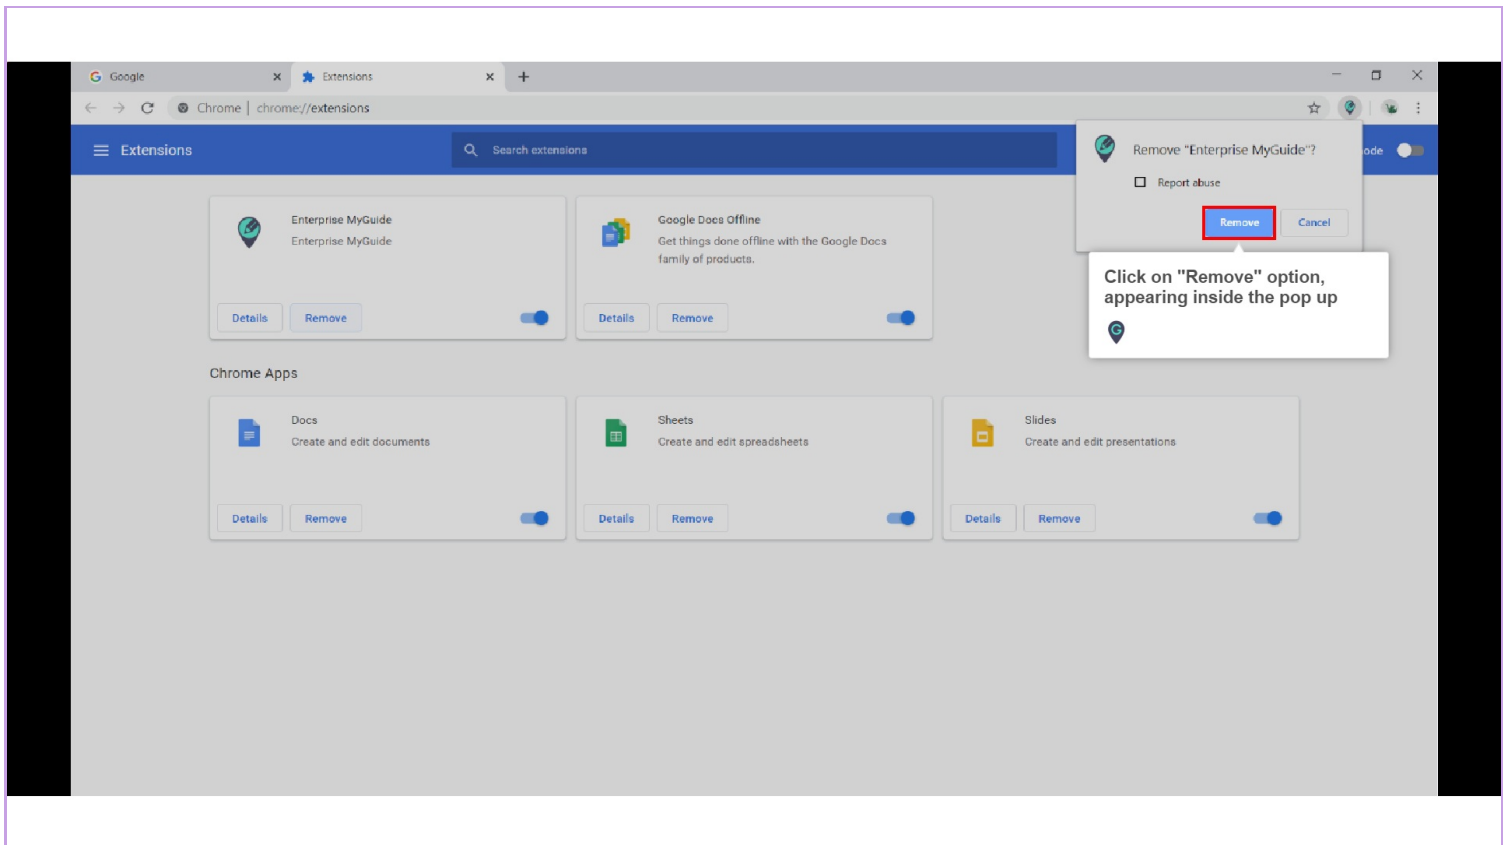 Google
Extensions
Chrome | chrome://extensions
Extensions
Search extensions
ode
Remove "Enterprise MyGuide"?
Report abuse
Remove Cancel
Click on "Remove" option,
appearing inside the pop up
Enterprise MyGuide
Enterprise MyGuide
Details Remove
Google Docs Offline
Get things done offline with the Google Docs
family of products.
Details Remove
Chrome Apps
Docs
Create and edit documents
Details Remove
Sheets
Create and edit spreadsheets
Details Remove
Slides
Create and edit presentations
Details Remove